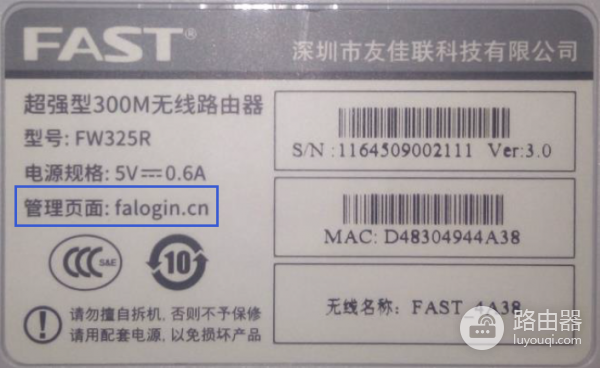 FAST®
深圳市友佳联科技有限公司
超强型300M无线路由器
型号: FW325R
电源规格: 5V⎓0.6A
管理页面: falogin.cn
S/N :1164509002111 Ver:3.0
MAC: D48304944A38
无线名称: FAST_4A38
CCC S&E
10
请勿擅自拆机, 否则不予保修
请用配套电源, 以免损坏产品
路由器
luyouqi.com